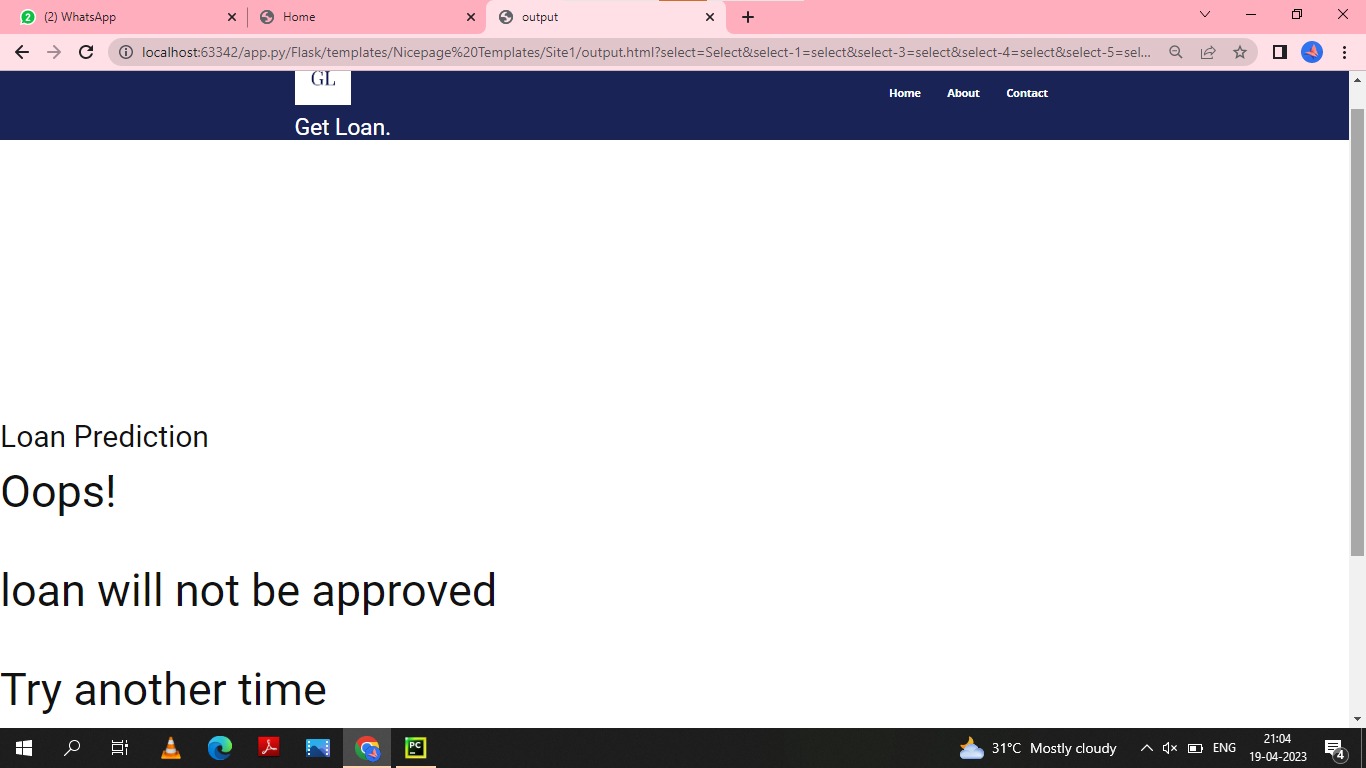 2
(2) WhatsApp
Home
output
localhost:63342/app.py/Flask/templates/Nicepage%20Templates/Site1/output.html?select=Select&select-1=select&select-3=select&select-4=select&select-5=sel...
GL
Home About Contact
Get Loan.
Loan Prediction
Oops!
loan will not be approved
Try another time
PC
31°C Mostly cloudy
ENG
21:04
19-04-2023
4